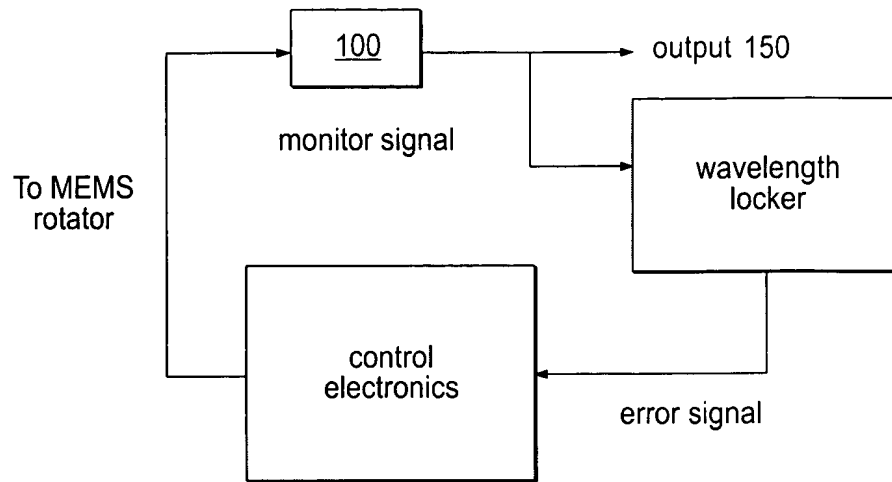 100
output 150
monitor signal
wavelength
locker
To MEMS
rotator
control
electronics
error signal